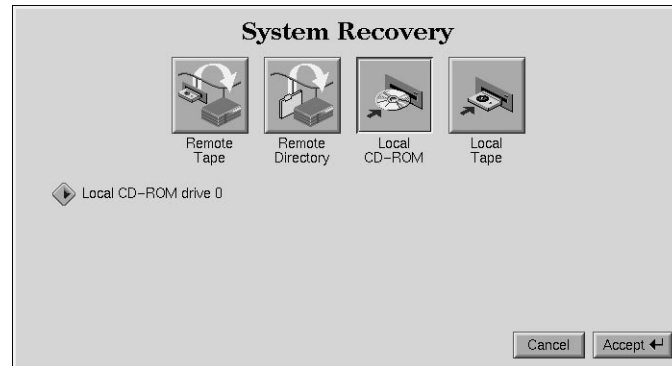 System Recovery
Remote
Tape
Remote
Directory
Local
CD-ROM
Local
Tape
Local CD-ROM drive 0
Cancel
Accept